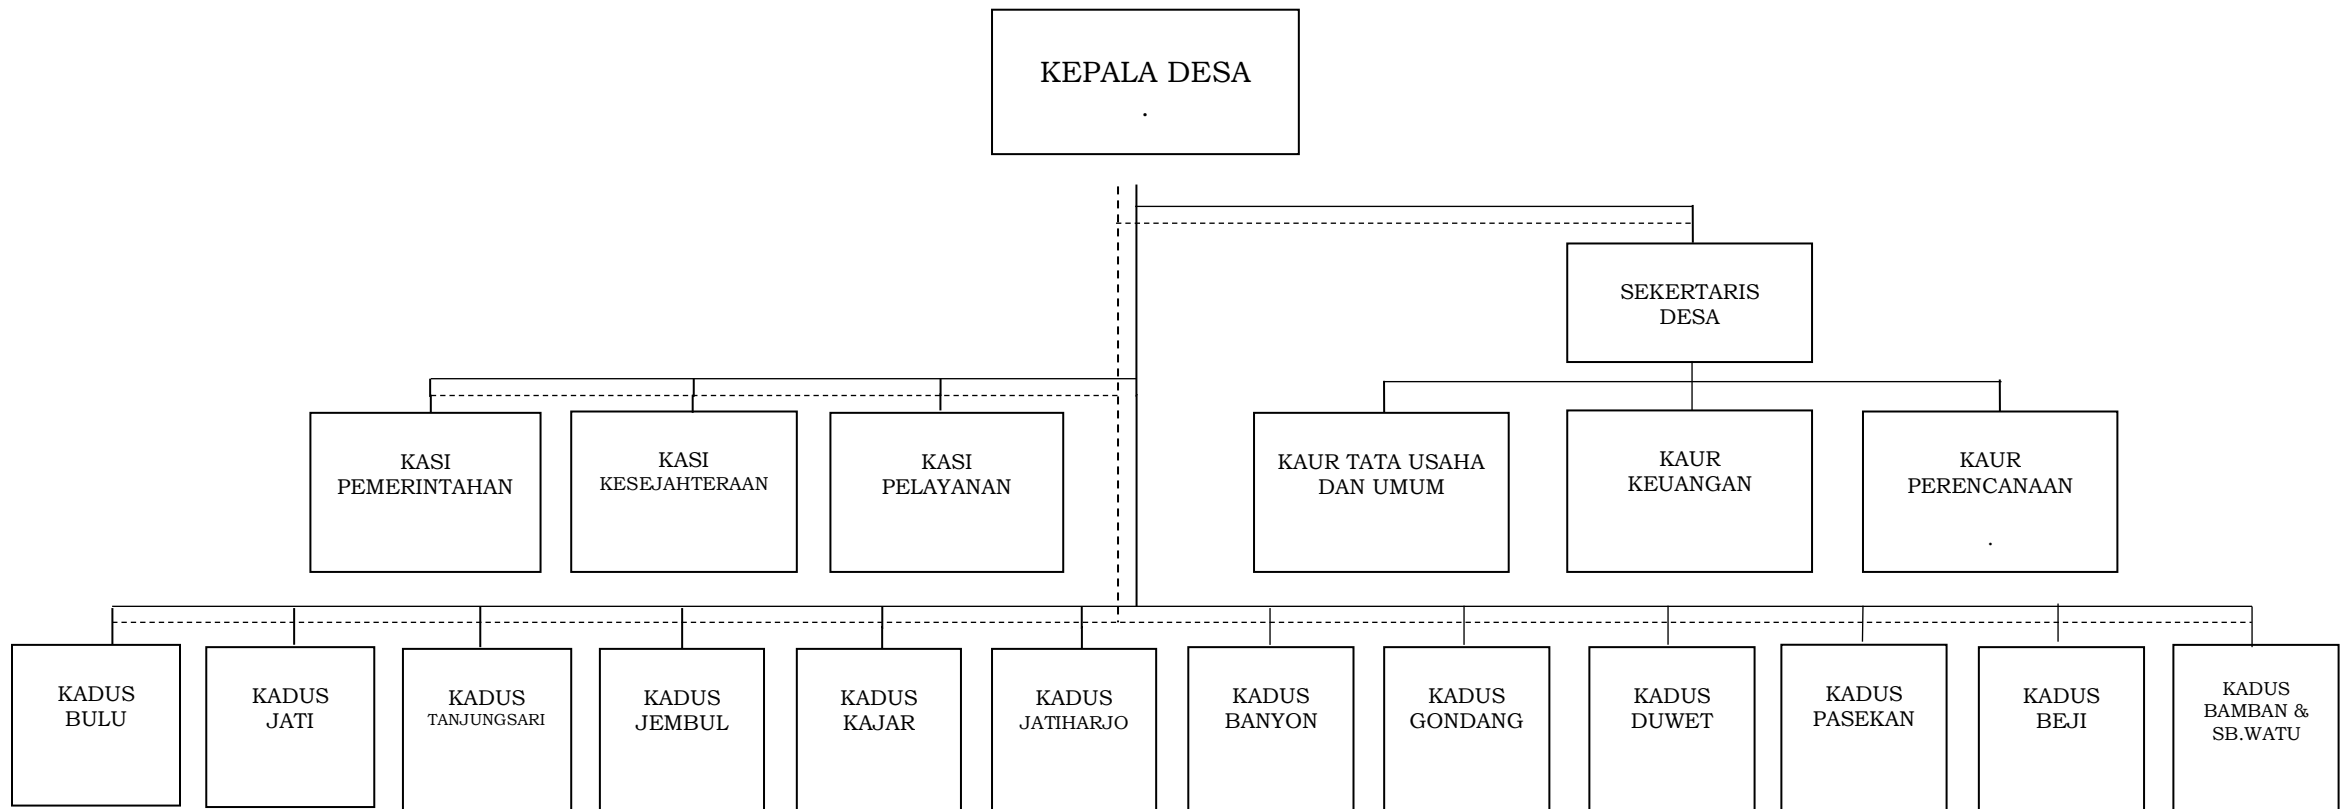 KEPALA DESA
.
SEKERTARIS
DESA
KASI
PEMERINTAHAN
KASI
KESEJAHTERAAN
KASI
PELAYANAN
KAUR TATA USAHA
DAN UMUM
KAUR
KEUANGAN
KAUR
PERENCANAAN
.
KADUS
BULU
KADUS
JATI
KADUS
TANJUNGSARI
KADUS
JEMBUL
KADUS
KAJAR
KADUS
JATIHARJO
KADUS
BANYON
KADUS
GONDANG
KADUS
DUWET
KADUS
PASEKAN
KADUS
BEJI
KADUS
BAMBAN &
SB.WATU